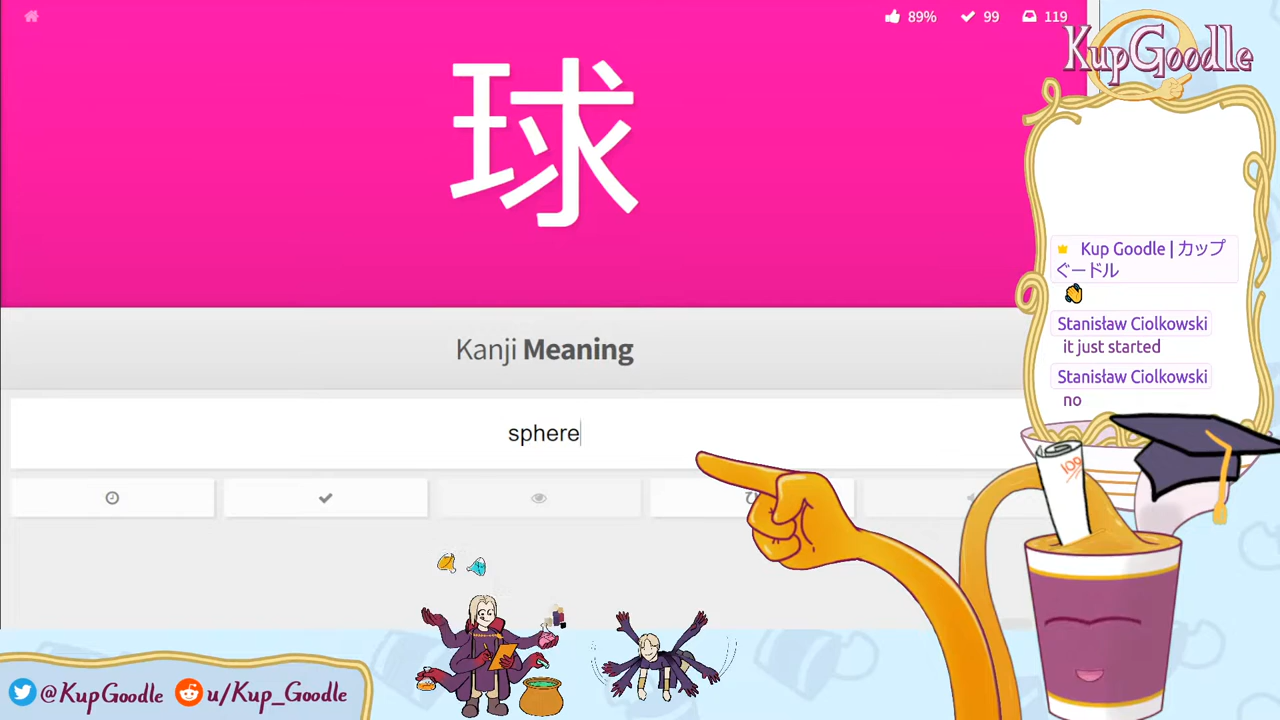 89%
99
119
KupGoodle
球
Kanji Meaning
sphere
Kup Goodle | カップ
ぐードル
Stanisław Ciolkowski
it just started
Stanisław Ciolkowski
no
100
@KupGoodle
u/Kup_Goodle